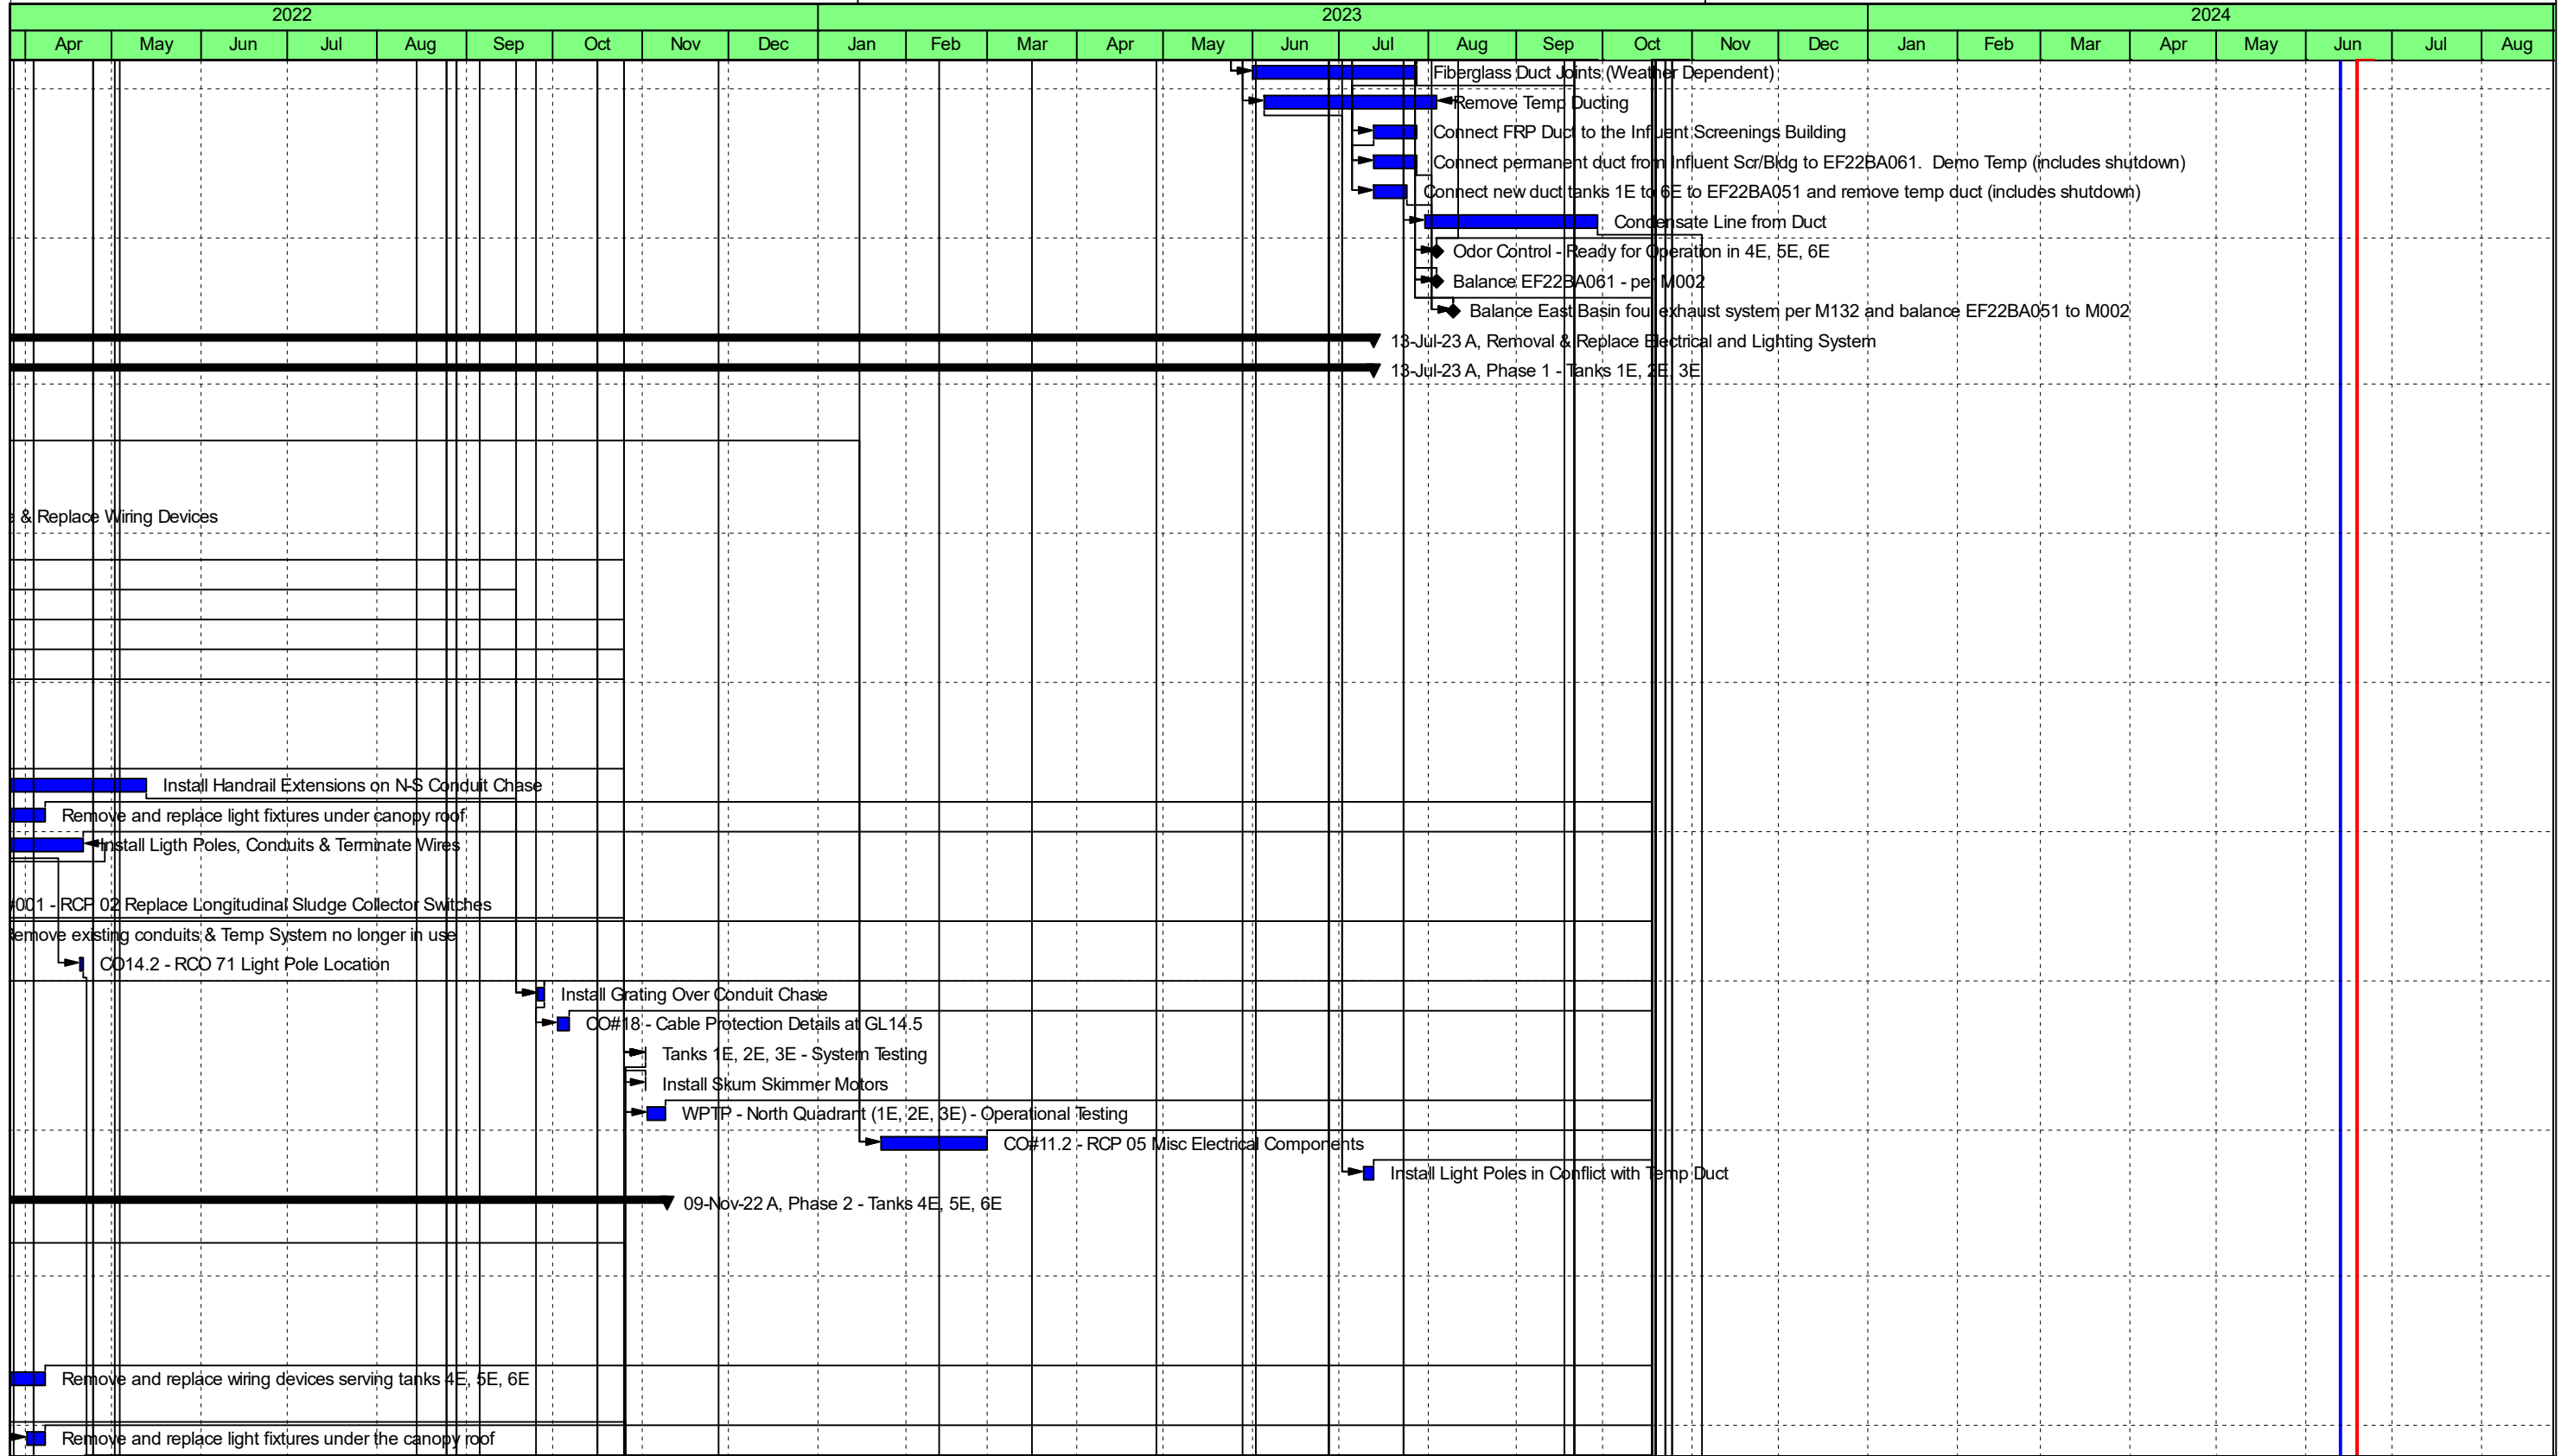 2022 2023 2024
Apr May Jun Jul Aug Sep Oct Nov Dec Jan Feb Mar Apr May Jun Jul Aug Sep Oct Nov Dec Jan Feb Mar Apr May Jun Jul Aug
Fiberglass Duct Joints (Weather Dependent)
Remove Temp Ducting
Connect FRP Duct to the Influent Screenings Building
Connect permanent duct from Influent Scr/Bldg to EF22BA061. Demo Temp (includes shutdown)
Connect new duct tanks 1E to 6E to EF22BA051 and remove temp duct (includes shutdown)
Condensate Line from Duct
Odor Control - Ready for Operation in 4E, 5E, 6E
Balance EF22BA061 - per M002
Balance East Basin foul exhaust system per M132 and balance EF22BA051 to M002
13-Jul-23 A, Removal & Replace Electrical and Lighting System
13-Jul-23 A, Phase 1 - Tanks 1E, 2E, 3E
& Replace Wiring Devices
Install Handrail Extensions on N-S Conduit Chase
Remove and replace light fixtures under canopy roof
Install Ligth Poles, Conduits & Terminate Wires
#001 - RCP 02 Replace Longitudinal Sludge Collector Switches
Remove existing conduits & Temp System no longer in use
CO14.2 - RCO 71 Light Pole Location
Install Grating Over Conduit Chase
CO#18 - Cable Protection Details at GL14.5
Tanks 1E, 2E, 3E - System Testing
Install Skum Skimmer Motors
WPTP - North Quadrant (1E, 2E, 3E) - Operational Testing
CO#11.2 - RCP 05 Misc Electrical Components
Install Light Poles in Conflict with Temp Duct
09-Nov-22 A, Phase 2 - Tanks 4E, 5E, 6E
Remove and replace wiring devices serving tanks 4E, 5E, 6E
Remove and replace light fixtures under the canopy roof